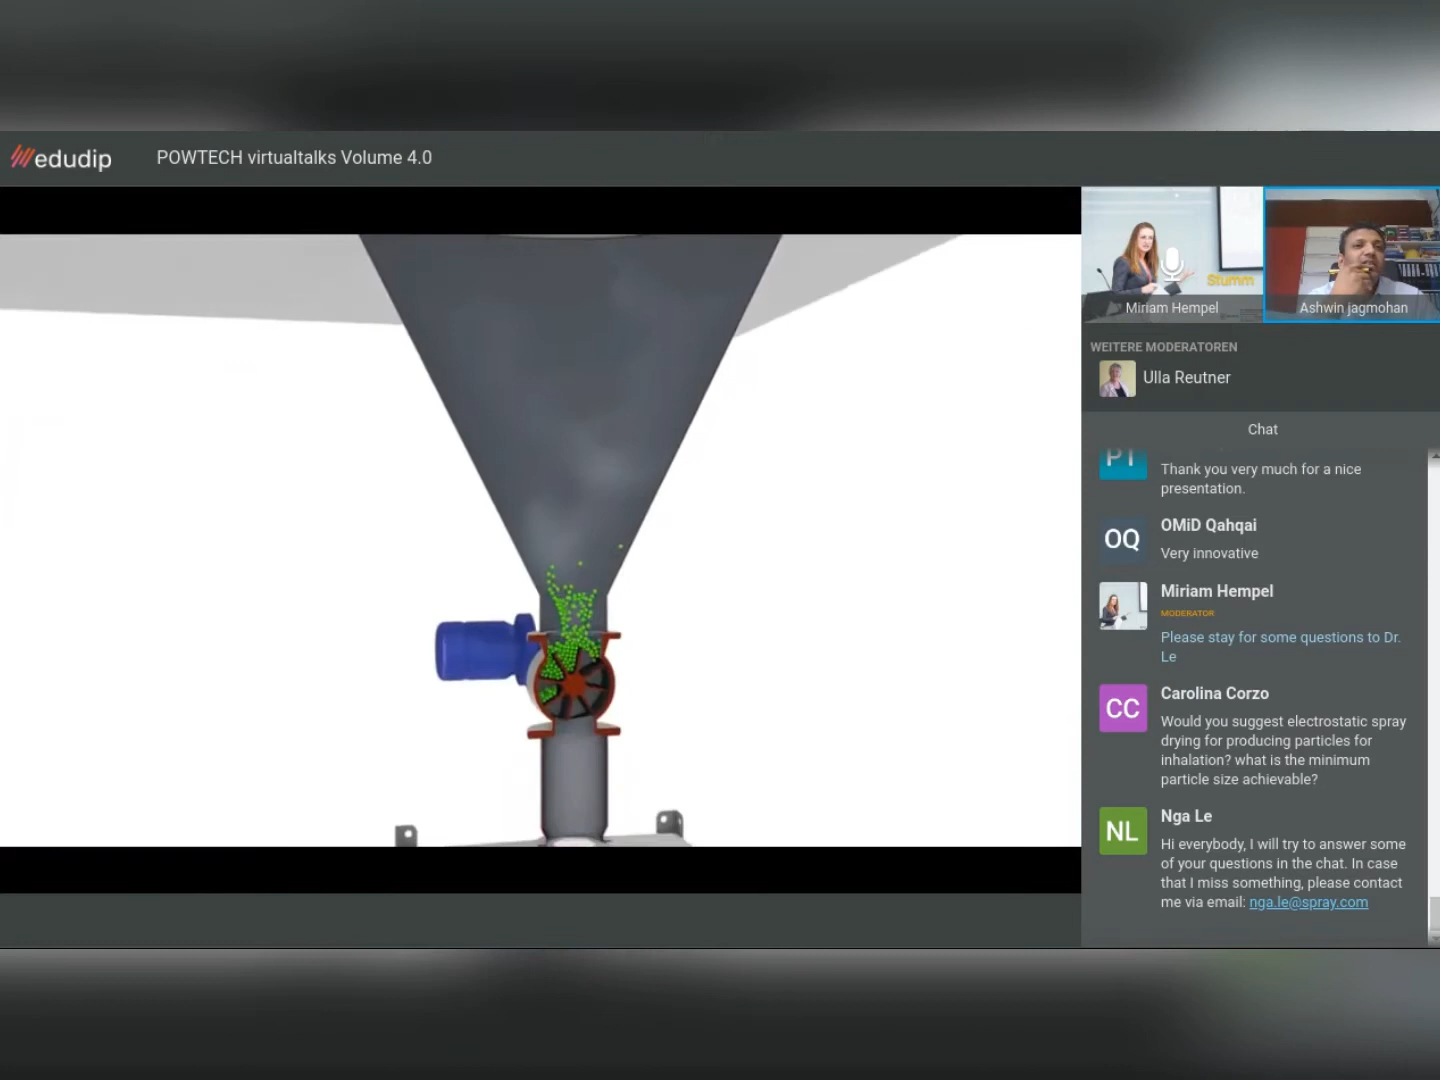 edudip
POWTECH virtualtalks Volume 4.0
Stumm
Miriam Hempel
Ashwin jagmohan
WEITERE MODERATOREN
Ulla Reutner
Chat
PT
Thank you very much for a nice
presentation.
OQ
OMiD Qahqai
Very innovative
Miriam Hempel
MODERATOR
Please stay for some questions to Dr.
Le
CC
Carolina Corzo
Would you suggest electrostatic spray
drying for producing particles for
inhalation? what is the minimum
particle size achievable?
NL
Nga Le
Hi everybody, I will try to answer some
of your questions in the chat. In case
that I miss something, please contact
me via email: nga.le@spray.com